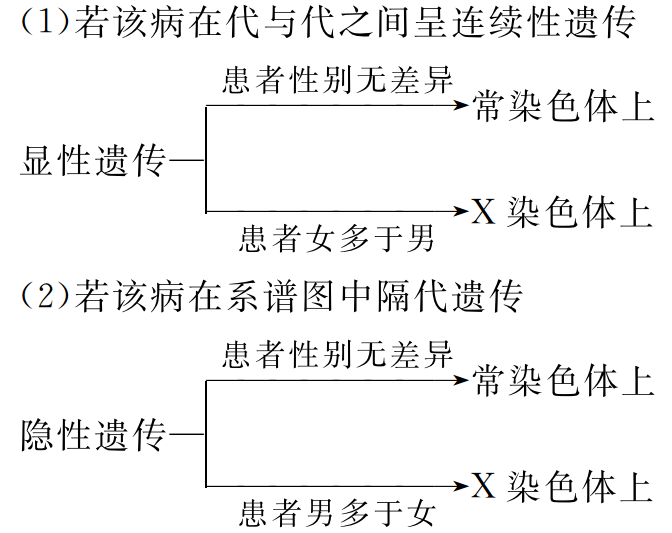 (1)若该病在代与代之间呈连续性遗传
患者性别无差异
常染色体上
显性遗传
X 染色体上
患者女多于男
(2)若该病在系谱图中隔代遗传
患者性别无差异
常染色体上
隐性遗传
X 染色体上
患者男多于女